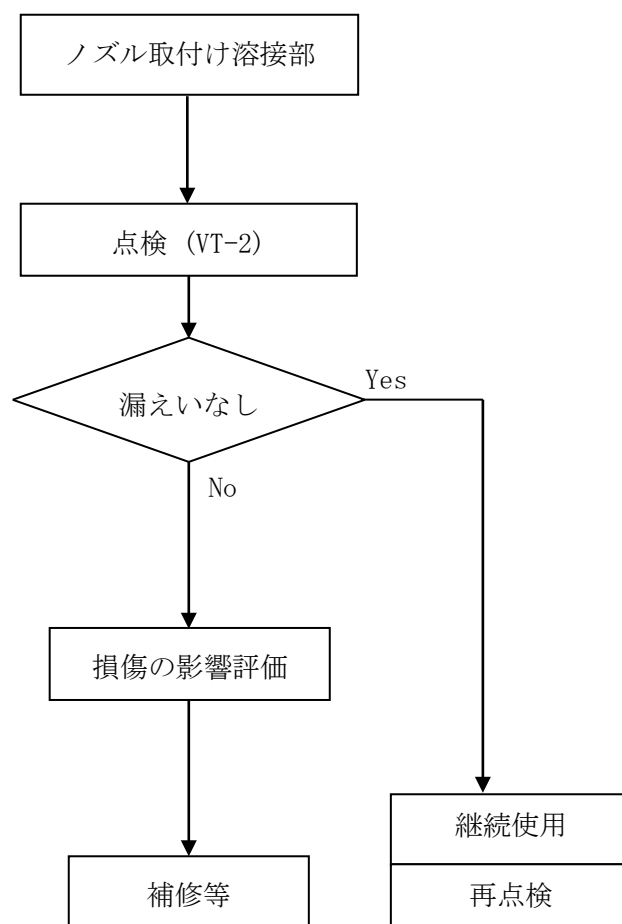 ノズル取付け溶接部
点検 (VT-2)
漏えいなし
Yes
No
損傷の影響評価
継続使用
補修等
再点検